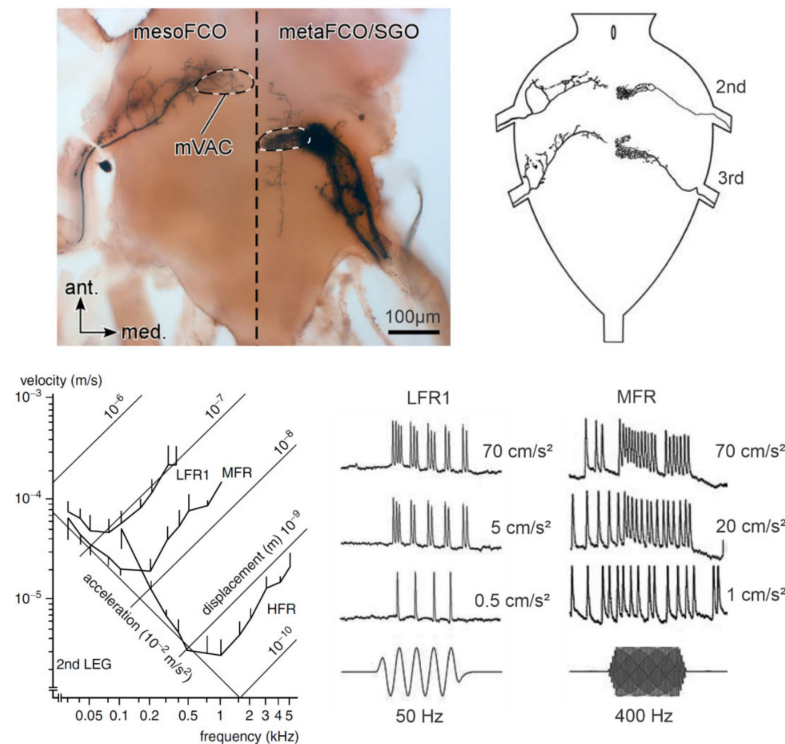 mesoFCO metaFCO/SGO
mVAC
ant.
med.
100µm
2nd
3rd
velocity (m/s)
10⁻³
10⁻⁴
10⁻⁵
10⁻⁶
10⁻⁷
10⁻⁸
displacement (m) 10⁻⁹
10⁻¹⁰
LFR1
MFR
HFR
acceleration (10⁻² m/s²)
2nd LEG
0.05 0.1 0.2 0.5 1 2 3 4 5
frequency (kHz)
LFR1
70 cm/s²
5 cm/s²
0.5 cm/s²
50 Hz
MFR
70 cm/s²
20 cm/s²
1 cm/s²
400 Hz